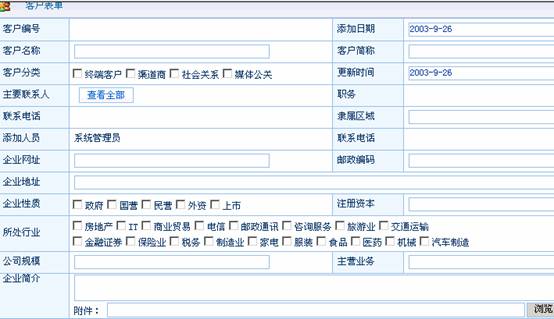 客户表单
客户编号 添加日期 2003-9-26
客户名称 客户简称
客户分类 终端客户 渠道商 社会关系 媒体公关 更新时间 2003-9-26
主要联系人 查看全部 职务
联系电话 隶属区域
添加人员 系统管理员 联系电话
企业网址 邮政编码
企业地址
企业性质 政府 国营 民营 外资 上市 注册资本
所处行业 房地产 IT 商业贸易 电信 邮政通讯 咨询服务 旅游业 交通运输
金融证券 保险业 税务 制造业 家电 服装 食品 医药 机械 汽车制造
公司规模 主营业务
企业简介
附件: 浏览